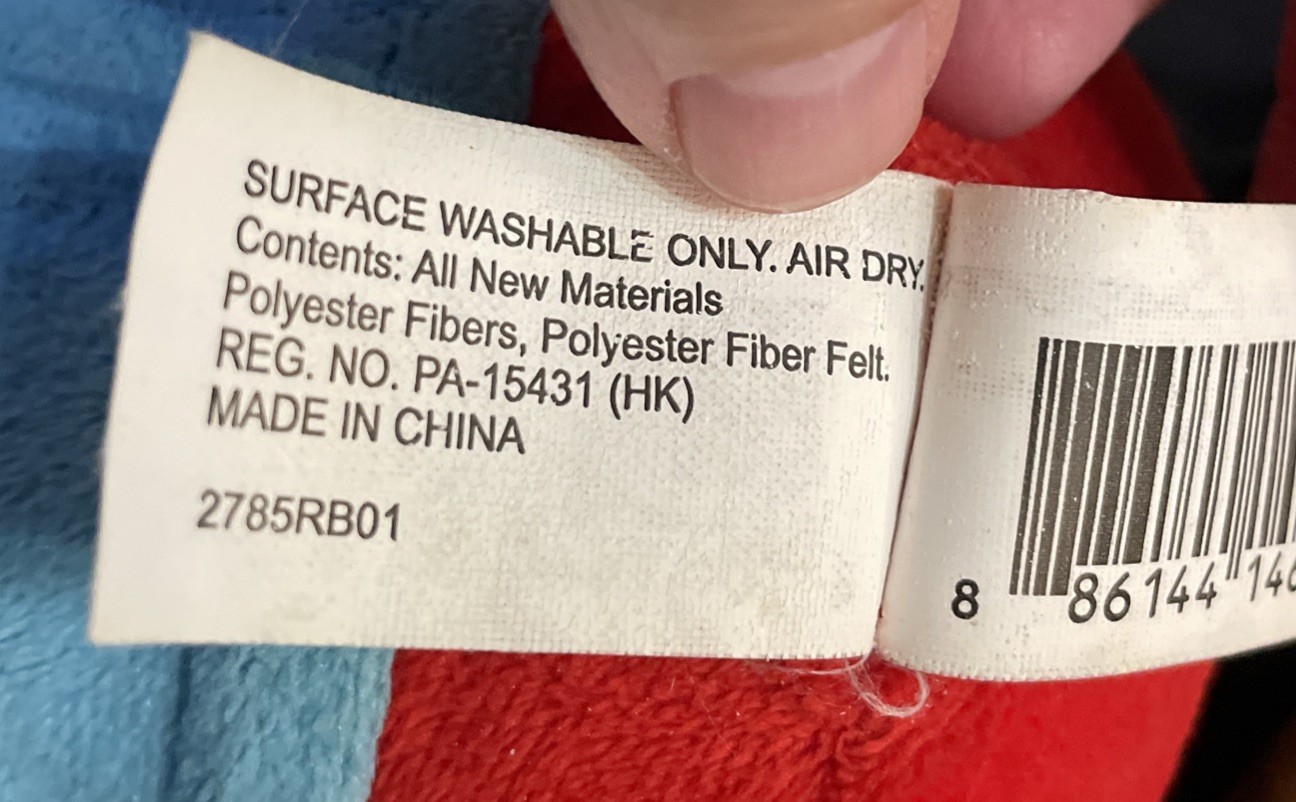 SURFACE WASHABLE ONLY. AIR DRY.
Contents: All New Materials
Polyester Fibers, Polyester Fiber Felt.
REG. NO. PA-15431 (HK)
MADE IN CHINA
2785RB01
8 86144 14